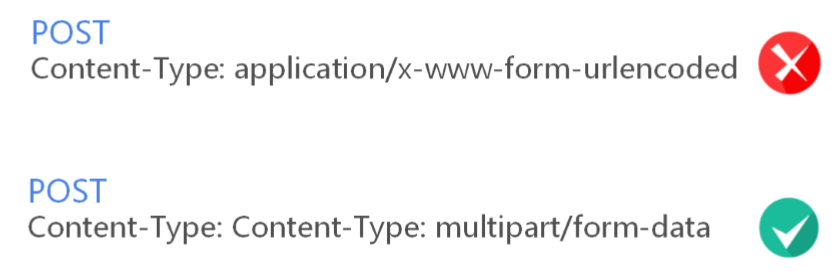 POST
Content-Type: application/x-www-form-urlencoded
POST
Content-Type: Content-Type: multipart/form-data